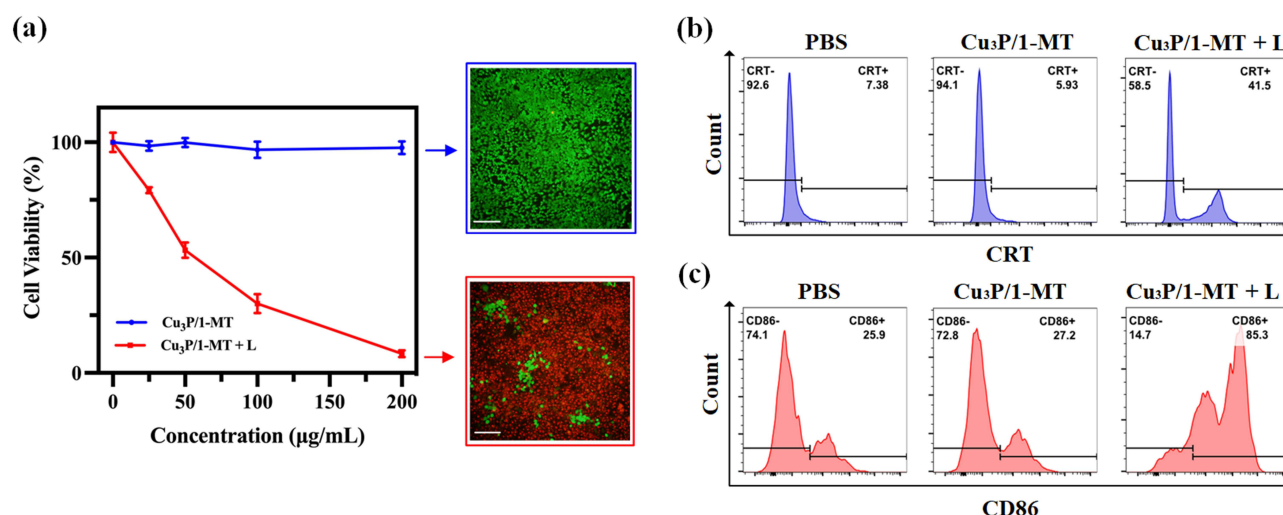 (a)
Cell Viability (%)
100
50
0
Cu₃P/1-MT
Cu₃P/1-MT + L
0
50
100
150
200
Concentration (µg/mL)
(b)
PBS
Cu₃P/1-MT
Cu₃P/1-MT + L
Count
CRT-
92.6
CRT+
7.38
CRT-
94.1
CRT+
5.93
CRT-
58.5
CRT+
41.5
CRT
(c)
PBS
Cu₃P/1-MT
Cu₃P/1-MT + L
Count
CD86-
74.1
CD86+
25.9
CD86-
72.8
CD86+
27.2
CD86-
14.7
CD86+
85.3
CD86